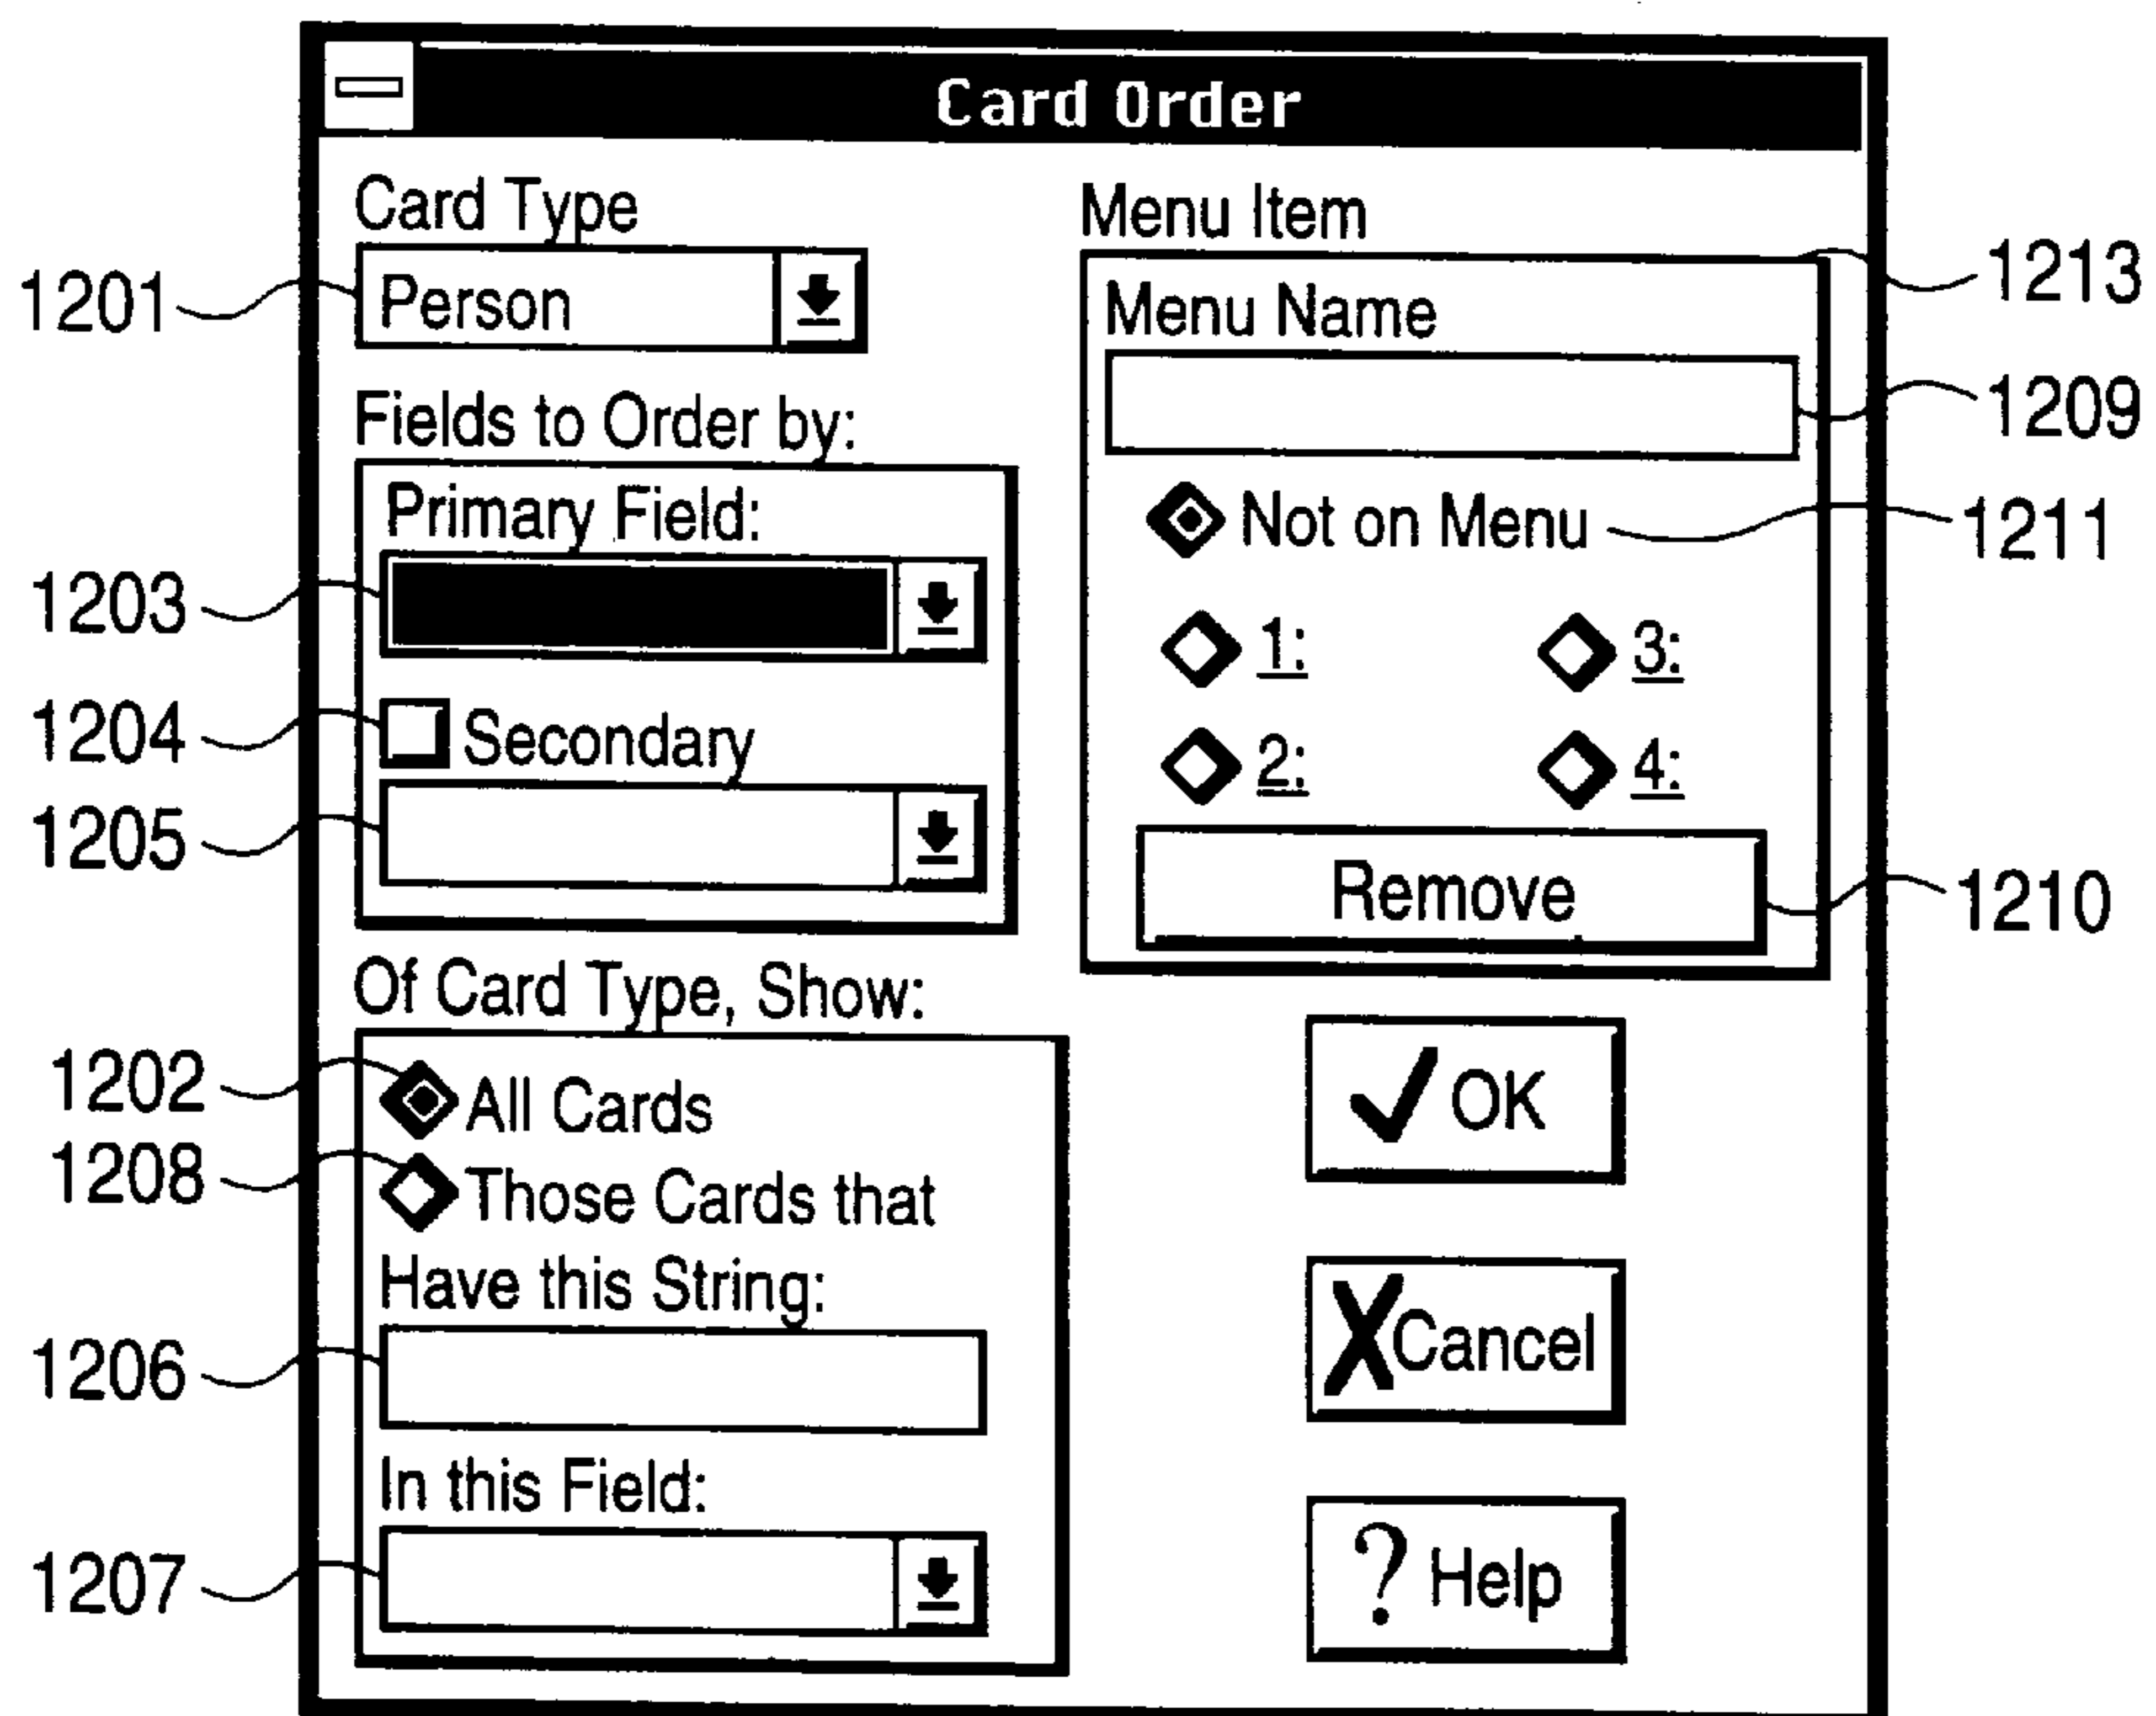 Card Order
Card Type
1201
Person
Fields to Order by:
Primary Field:
1203
1204
Secondary
1205
Of Card Type, Show:
1202
All Cards
1208
Those Cards that
Have this String:
1206
In this Field:
1207
Menu Item
1213
Menu Name
1209
Not on Menu
1211
1:
3:
2:
4:
Remove
1210
OK
Cancel
? Help